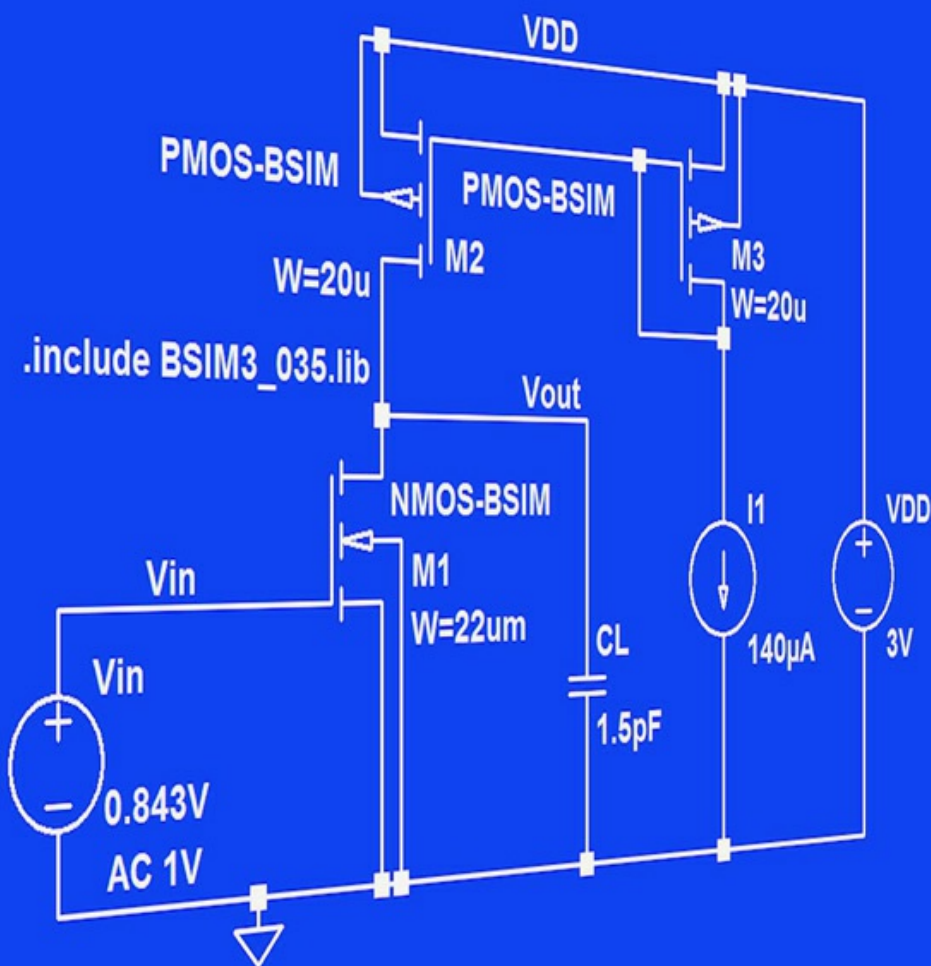 VDD
PMOS-BSIM
PMOS-BSIM
M2
M3
W=20u
W=20u
.include BSIM3_035.lib
Vout
NMOS-BSIM
I1
VDD
+
Vin
M1
W=22um
CL
140µA
-
3V
Vin
+
1.5pF
-
0.843V
AC 1V